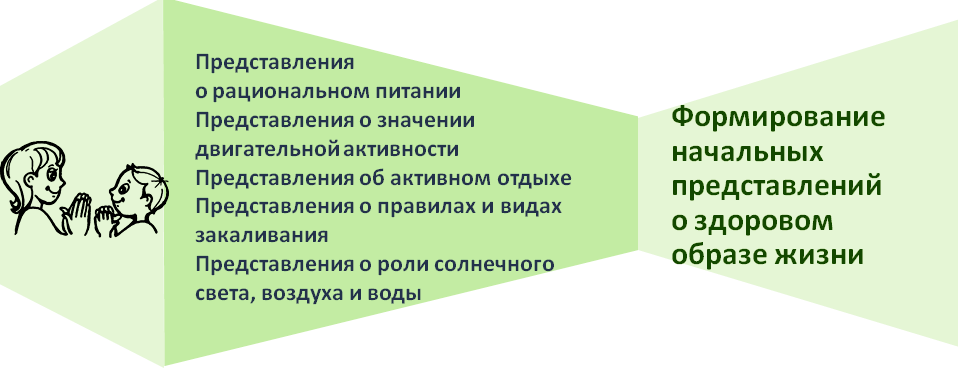 Представления
о рациональном питании
Представления о значении
двигательной активности
Представления об активном отдыхе
Представления о правилах и видах
закаливания
Представления о роли солнечного
света, воздуха и воды
Формирование
начальных
представлений
о здоровом
образе жизни